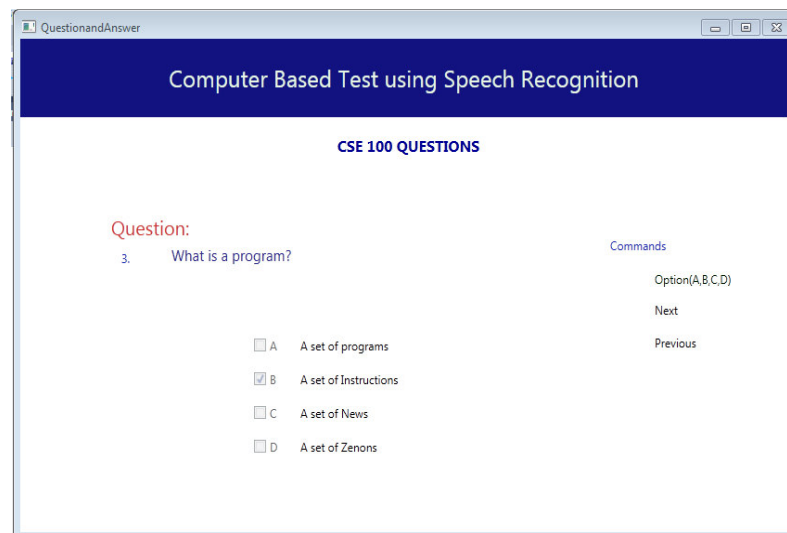 QuestionandAnswer
Computer Based Test using Speech Recognition
CSE 100 QUESTIONS
Question:
3. What is a program?
Commands
Option(A,B,C,D)
Next
Previous
A A set of programs
B A set of Instructions
C A set of News
D A set of Zenons